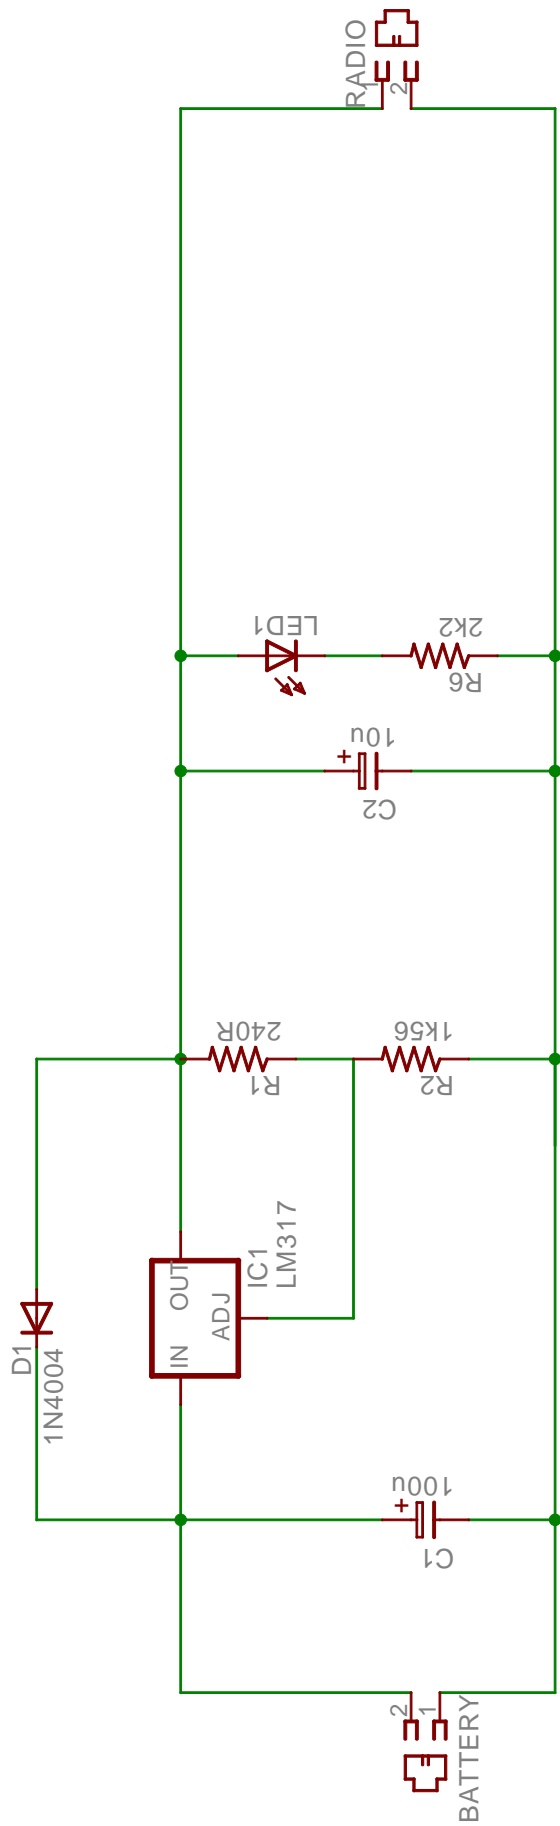 RADIO
1
2
LED1
2k2
R6
10u
C2
240R
R1
1k56
R2
IC1
LM317
OUT
ADJ
IN
D1
1N4004
100u
C1
2
1
BATTERY